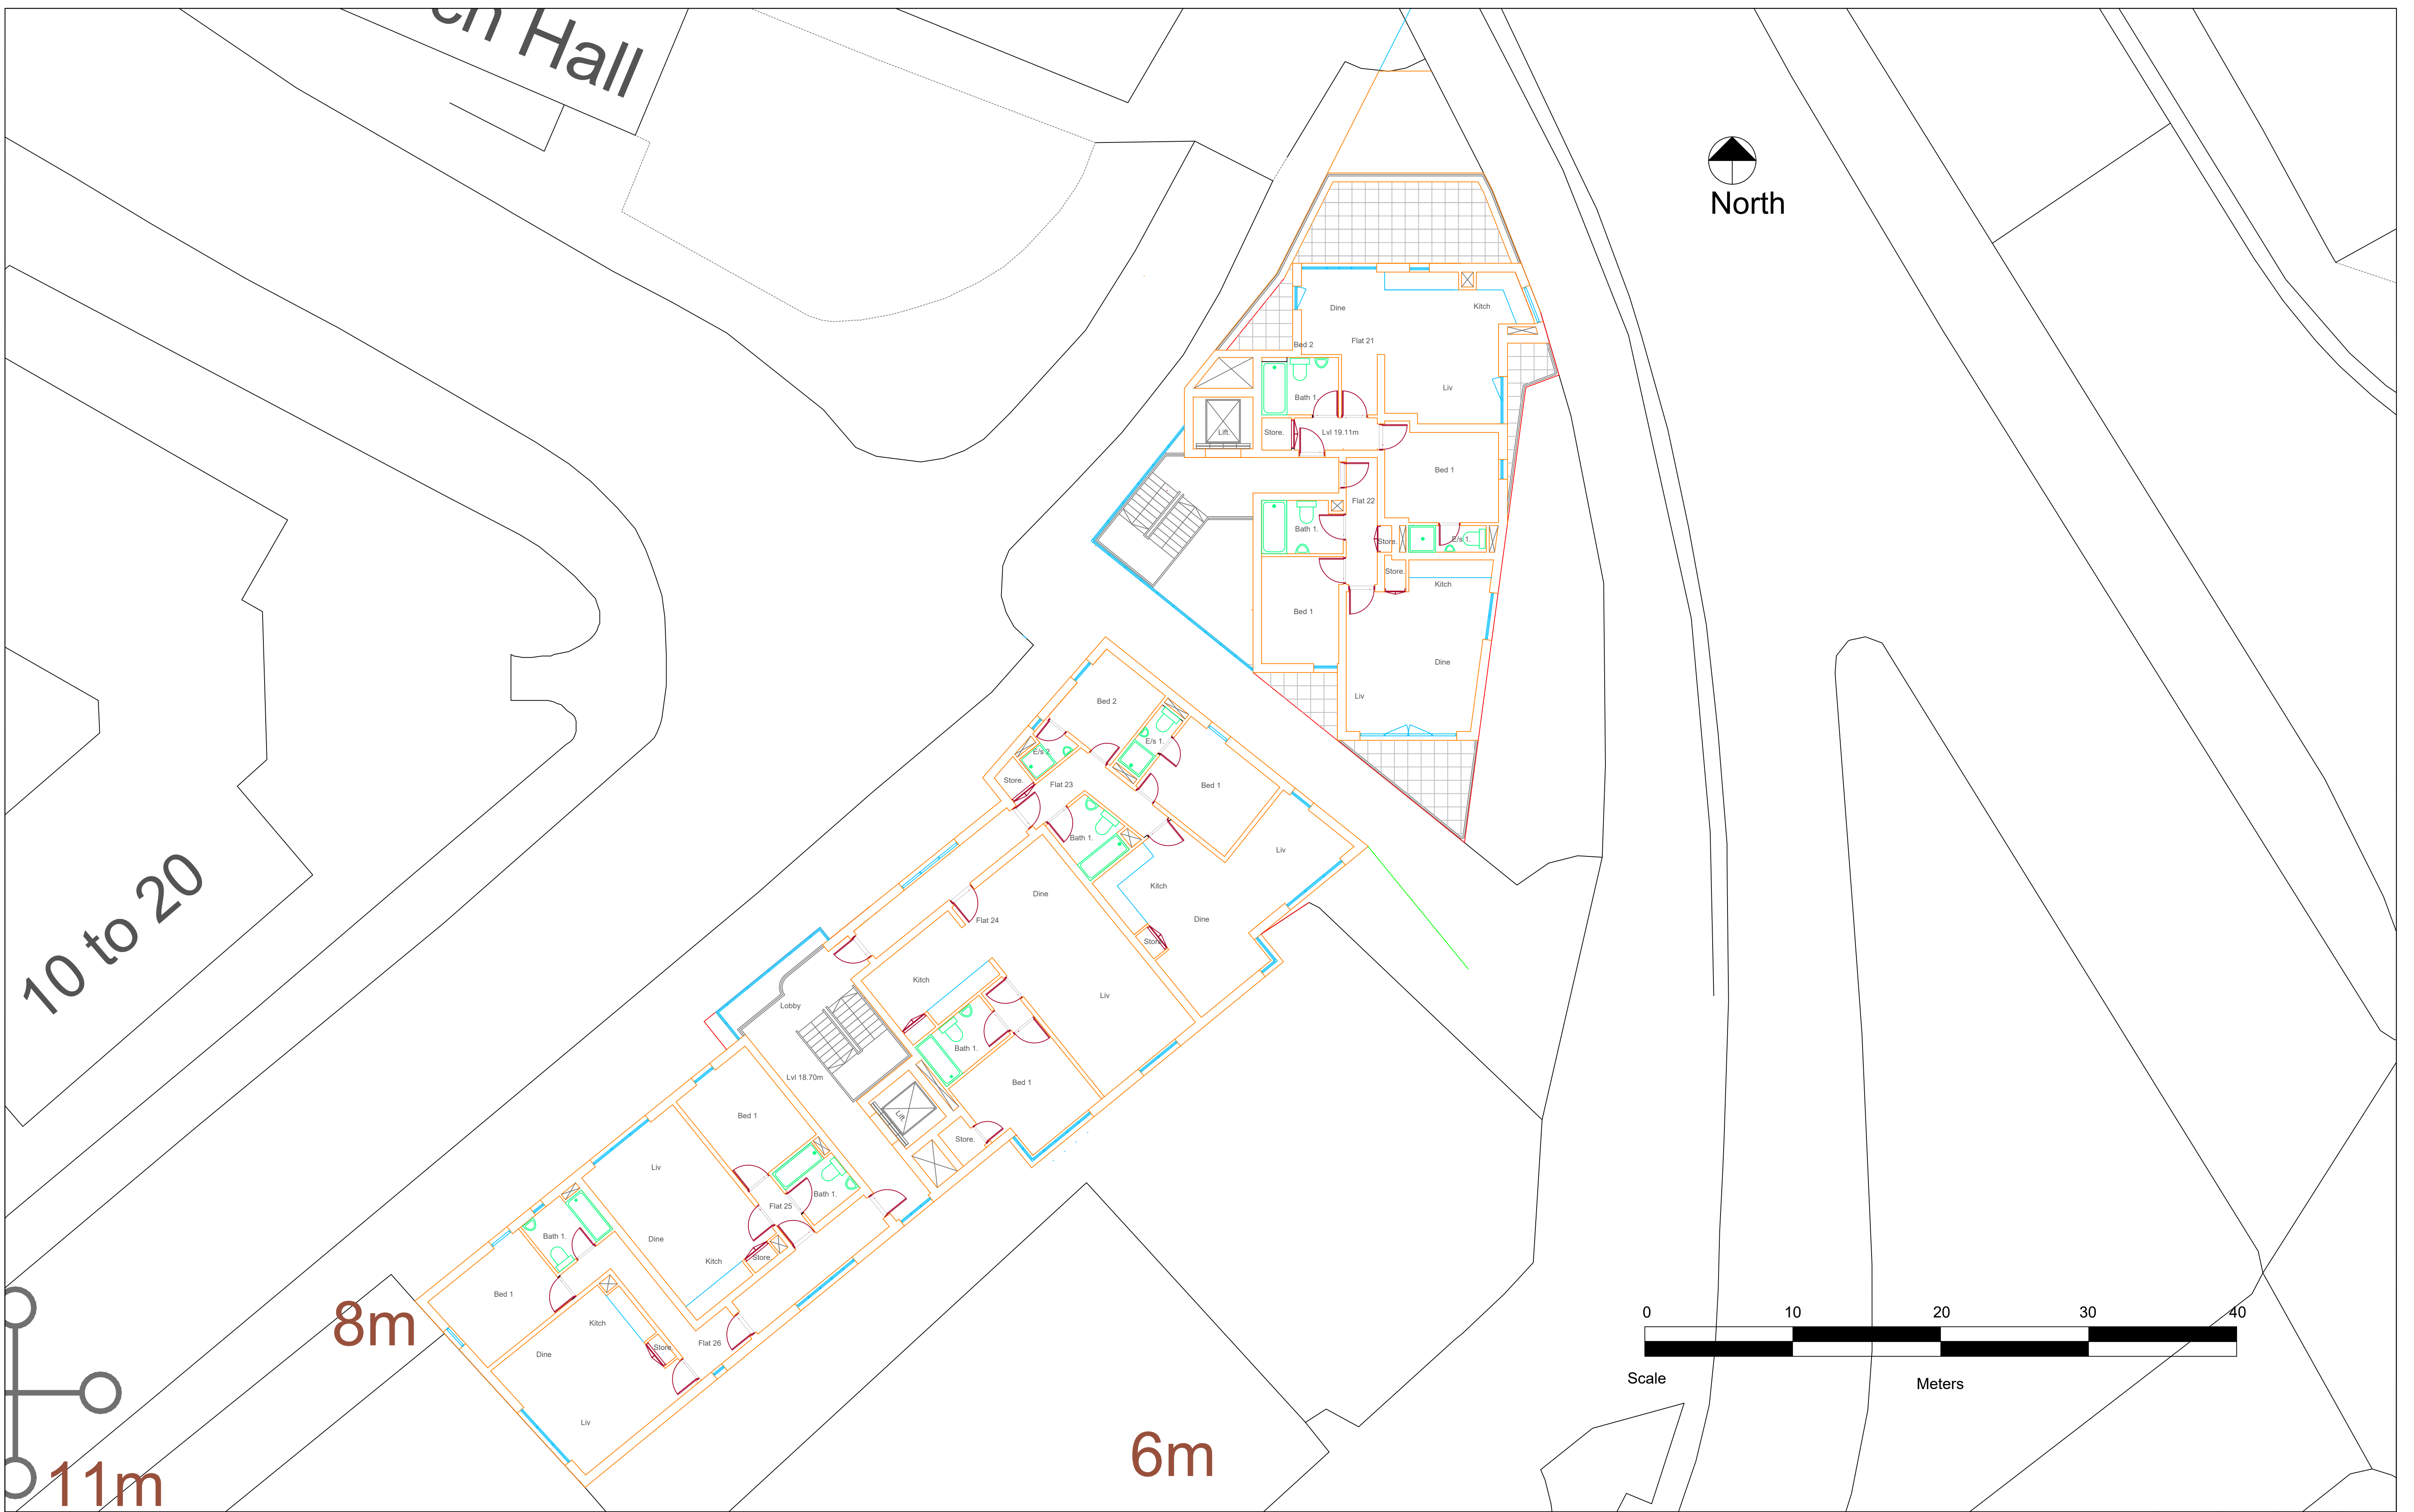 en Hall
North
Dine
Kitch
Bed 2
Flat 21
Liv
Bath 1.
Lift.
Store.
Lvl 19.11m
Bed 1
Flat 22
Bath 1.
Store.
E/s 1.
Store.
Kitch
Bed 1
Dine
Liv
Bed 2
E/s 1.
E/s 2.
Store.
Flat 23
Bed 1
Bath 1.
Liv
Kitch
Dine
Flat 24
Dine
Store.
Kitch
Liv
Lobby
Bath 1.
Lvl 18.70m
Bed 1
Lift.
Bed 1
Store.
Liv
Bath 1.
Flat 25
Bath 1.
Dine
Kitch
Store.
Bed 1
Kitch
Flat 26
Store.
Dine
Liv
10 to 20
8m
11m
6m
0 10 20 30 40
Scale
Meters